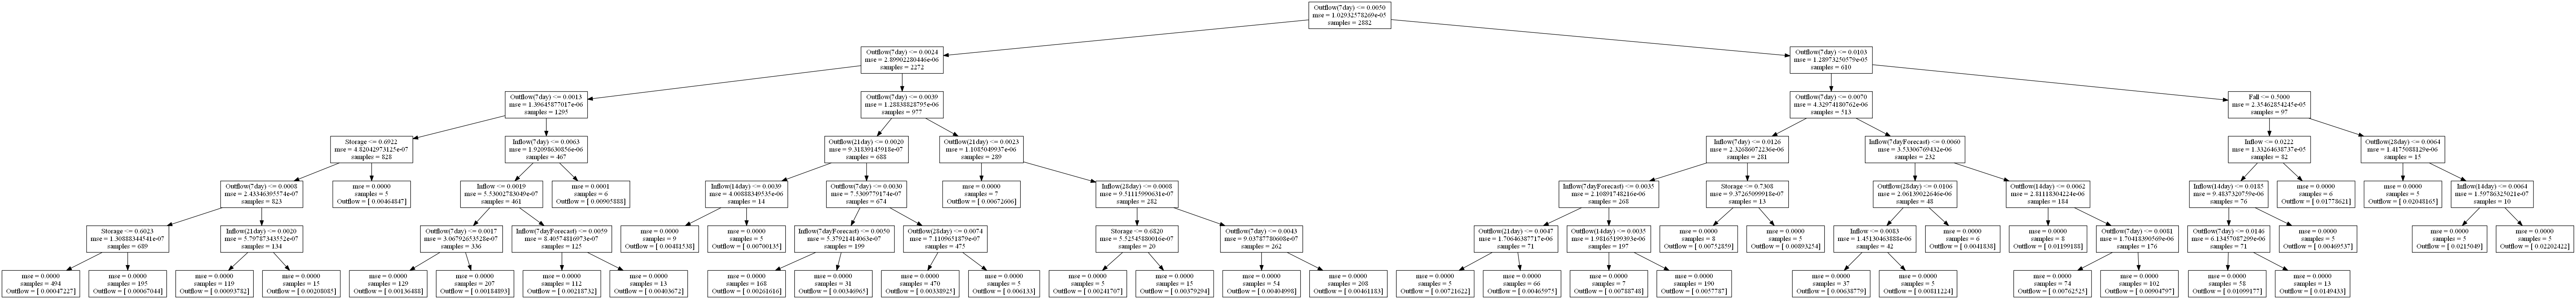 Outflow(7day) <= 0.0050
mse = 1.02932578269e-05
samples = 2882
Outflow(7day) <= 0.0024
mse = 2.89902280446e-06
samples = 2272
Outflow(7day) <= 0.0103
mse = 1.28973250579e-05
samples = 610
Outflow(7day) <= 0.0013
mse = 1.39645877017e-06
samples = 1295
Outflow(7day) <= 0.0039
mse = 1.28838828795e-06
samples = 977
Outflow(7day) <= 0.0070
mse = 4.32974180762e-06
samples = 513
Fall <= 0.5000
mse = 2.35462854245e-05
samples = 97
Storage <= 0.6922
mse = 4.82042973125e-07
samples = 828
Inflow(7day) <= 0.0063
mse = 1.92098630856e-06
samples = 467
Outflow(21day) <= 0.0020
mse = 9.31839145918e-07
samples = 688
Outflow(21day) <= 0.0023
mse = 1.1085049937e-06
samples = 289
Inflow(7day) <= 0.0126
mse = 2.32686072236e-06
samples = 281
Inflow(7dayForecast) <= 0.0060
mse = 3.53306769432e-06
samples = 232
Inflow <= 0.0222
mse = 1.33264638737e-05
samples = 82
Outflow(28day) <= 0.0064
mse = 1.4175088129e-06
samples = 15
Outflow(7day) <= 0.0008
mse = 2.43346395574e-07
samples = 823
mse = 0.0000
samples = 5
Outflow = [ 0.00464847]
Inflow <= 0.0019
mse = 5.53002783049e-07
samples = 461
mse = 0.0001
samples = 6
Outflow = [ 0.00905888]
Inflow(14day) <= 0.0039
mse = 4.00888349535e-06
samples = 14
Outflow(7day) <= 0.0030
mse = 7.5309779174e-07
samples = 674
mse = 0.0000
samples = 7
Outflow = [ 0.00672606]
Inflow(28day) <= 0.0008
mse = 9.51115990631e-07
samples = 282
Inflow(7dayForecast) <= 0.0035
mse = 2.10891748216e-06
samples = 268
Storage <= 0.7308
mse = 9.37265099918e-07
samples = 13
Outflow(28day) <= 0.0106
mse = 2.06139022646e-06
samples = 48
Outflow(14day) <= 0.0062
mse = 2.81118304224e-06
samples = 184
Inflow(14day) <= 0.0185
mse = 9.4837320759e-06
samples = 76
mse = 0.0000
samples = 6
Outflow = [ 0.01778621]
mse = 0.0000
samples = 5
Outflow = [ 0.02048165]
Inflow(14day) <= 0.0064
mse = 1.59786325021e-07
samples = 10
Storage <= 0.6023
mse = 1.30888344541e-07
samples = 689
Inflow(21day) <= 0.0020
mse = 5.79787343552e-07
samples = 134
Outflow(7day) <= 0.0017
mse = 3.06792653528e-07
samples = 336
Inflow(7dayForecast) <= 0.0059
mse = 8.40574816973e-07
samples = 125
mse = 0.0000
samples = 9
Outflow = [ 0.00481538]
mse = 0.0000
samples = 5
Outflow = [ 0.00700135]
Inflow(7dayForecast) <= 0.0050
mse = 5.37921414063e-07
samples = 199
Outflow(28day) <= 0.0074
mse = 7.1109651879e-07
samples = 475
Storage <= 0.6820
mse = 5.52545889016e-07
samples = 20
Outflow(7day) <= 0.0043
mse = 9.03787780608e-07
samples = 262
Outflow(21day) <= 0.0047
mse = 1.70646387717e-06
samples = 71
Inflow(14day) <= 0.0035
mse = 1.98165199393e-06
samples = 197
mse = 0.0000
samples = 8
Outflow = [ 0.00752859]
mse = 0.0000
samples = 5
Outflow = [ 0.00893254]
Inflow <= 0.0083
mse = 1.45130463888e-06
samples = 42
mse = 0.0000
samples = 6
Outflow = [ 0.0041838]
mse = 0.0000
samples = 8
Outflow = [ 0.01199188]
Outflow(7day) <= 0.0081
mse = 1.70418390569e-06
samples = 176
Outflow(7day) <= 0.0146
mse = 6.13457087299e-06
samples = 71
mse = 0.0000
samples = 5
Outflow = [ 0.00469537]
mse = 0.0000
samples = 5
Outflow = [ 0.0215049]
mse = 0.0000
samples = 5
Outflow = [ 0.02202422]
mse = 0.0000
samples = 494
Outflow = [ 0.00047227]
mse = 0.0000
samples = 195
Outflow = [ 0.00067044]
mse = 0.0000
samples = 119
Outflow = [ 0.00093782]
mse = 0.0000
samples = 15
Outflow = [ 0.00208085]
mse = 0.0000
samples = 129
Outflow = [ 0.00136488]
mse = 0.0000
samples = 207
Outflow = [ 0.00184893]
mse = 0.0000
samples = 112
Outflow = [ 0.00218732]
mse = 0.0000
samples = 13
Outflow = [ 0.00403672]
mse = 0.0000
samples = 168
Outflow = [ 0.00261616]
mse = 0.0000
samples = 31
Outflow = [ 0.00346965]
mse = 0.0000
samples = 470
Outflow = [ 0.00338925]
mse = 0.0000
samples = 5
Outflow = [ 0.006133]
mse = 0.0000
samples = 5
Outflow = [ 0.00241707]
mse = 0.0000
samples = 15
Outflow = [ 0.00379294]
mse = 0.0000
samples = 54
Outflow = [ 0.00404998]
mse = 0.0000
samples = 208
Outflow = [ 0.00461183]
mse = 0.0000
samples = 5
Outflow = [ 0.00721622]
mse = 0.0000
samples = 66
Outflow = [ 0.00465975]
mse = 0.0000
samples = 7
Outflow = [ 0.00788748]
mse = 0.0000
samples = 190
Outflow = [ 0.0057787]
mse = 0.0000
samples = 37
Outflow = [ 0.00638779]
mse = 0.0000
samples = 5
Outflow = [ 0.00811224]
mse = 0.0000
samples = 74
Outflow = [ 0.00762525]
mse = 0.0000
samples = 102
Outflow = [ 0.00904797]
mse = 0.0000
samples = 58
Outflow = [ 0.01099177]
mse = 0.0000
samples = 13
Outflow = [ 0.0149433]